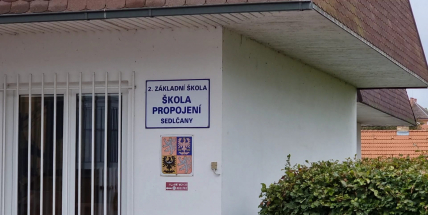 2. ZÁKLADNÍ ŠKOLA
ŠKOLA
PROPOJENÍ
SEDLČANY